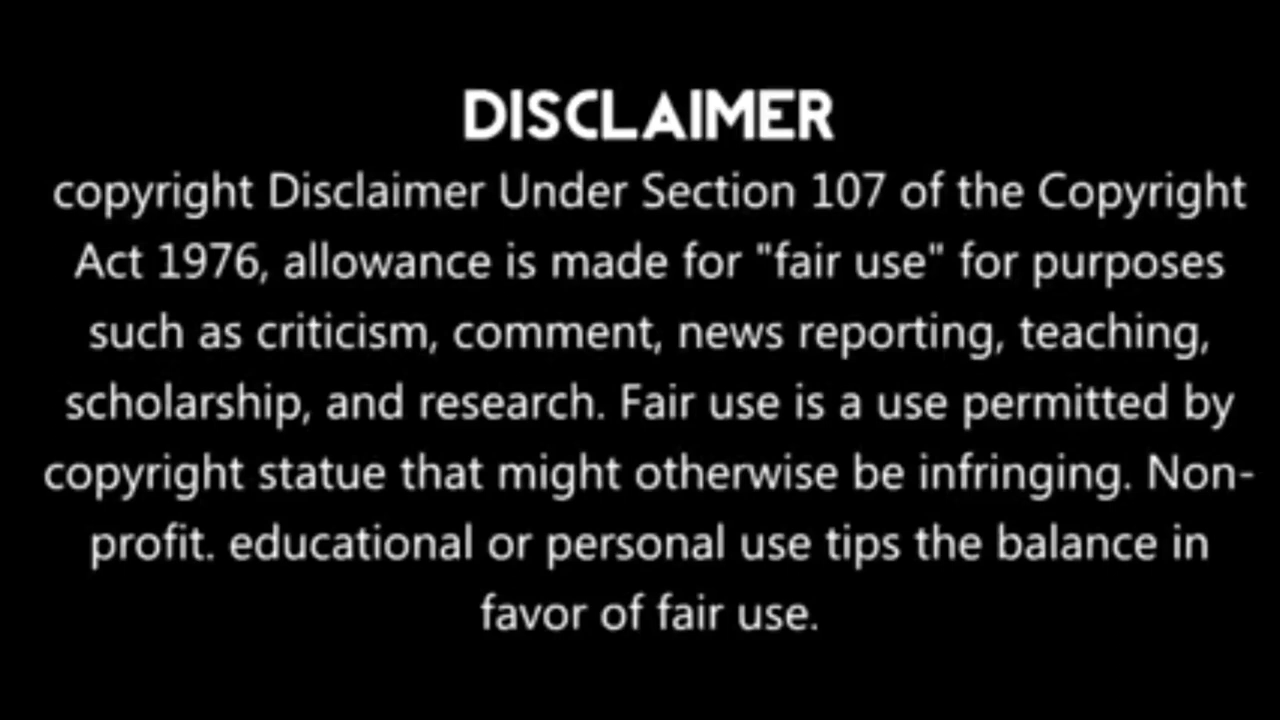 DISCLAIMER
copyright Disclaimer Under Section 107 of the Copyright
Act 1976, allowance is made for "fair use" for purposes
such as criticism, comment, news reporting, teaching,
scholarship, and research. Fair use is a use permitted by
copyright statue that might otherwise be infringing. Non-
profit. educational or personal use tips the balance in
favor of fair use.